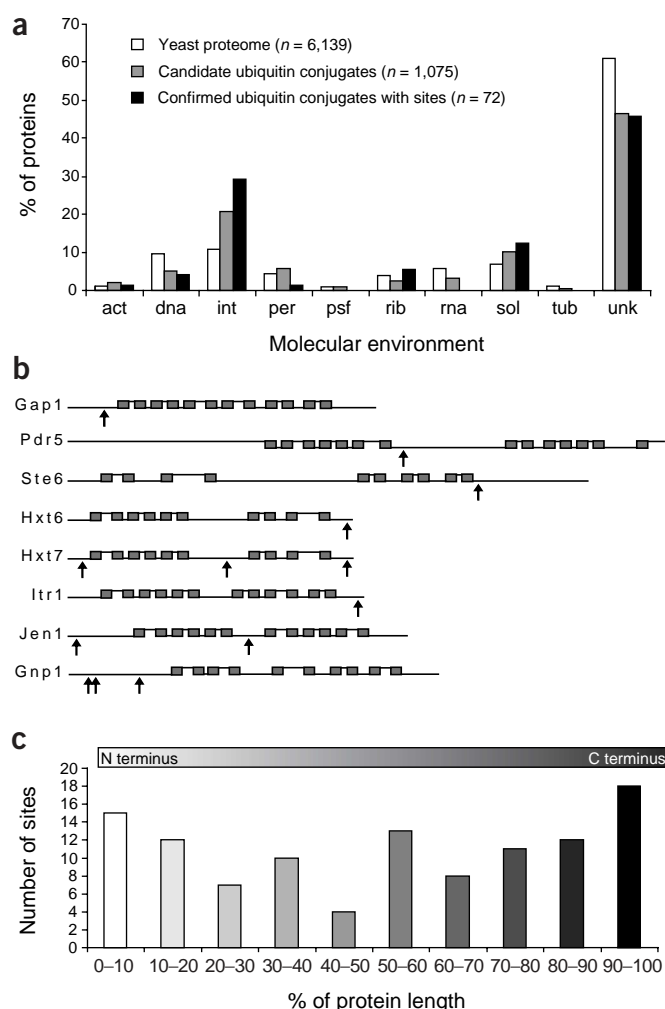 a
70
60
50
40
30
20
10
0
% of proteins
Yeast proteome (n = 6,139)
Candidate ubiquitin conjugates (n = 1,075)
Confirmed ubiquitin conjugates with sites (n = 72)
act dna int per psf rib rna sol tub unk
Molecular environment
b
Gap1
Pdr5
Ste6
Hxt6
Hxt7
Itr1
Jen1
Gnp1
c
N terminus C terminus
20
18
16
14
12
10
8
6
4
2
0
Number of sites
0–10 10–20 20–30 30–40 40–50 50–60 60–70 70–80 80–90 90–100
% of protein length